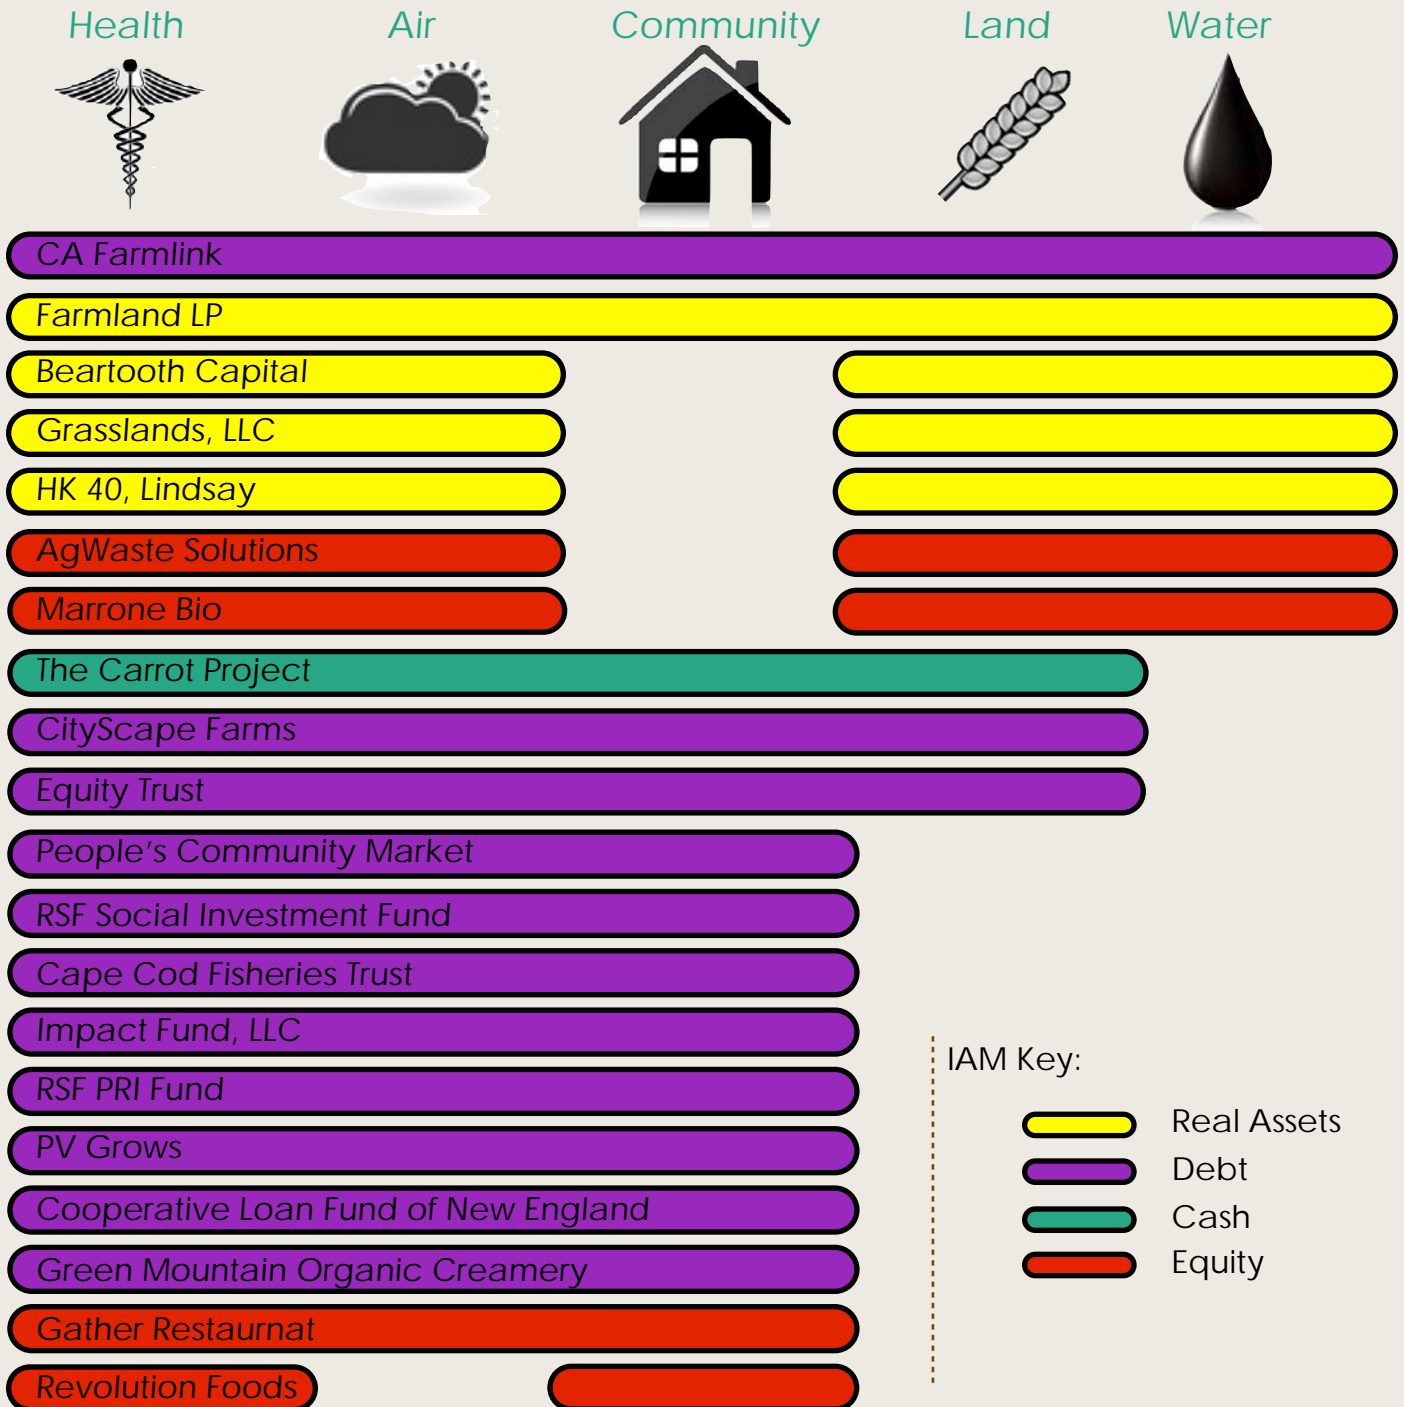 Health Air Community Land Water
CA Farmlink
Farmland LP
Beartooth Capital
Grasslands, LLC
HK 40, Lindsay
AgWaste Solutions
Marrone Bio
The Carrot Project
CityScape Farms
Equity Trust
People's Community Market
RSF Social Investment Fund
Cape Cod Fisheries Trust
Impact Fund, LLC
RSF PRI Fund
PV Grows
Cooperative Loan Fund of New England
Green Mountain Organic Creamery
Gather Restaurnat
Revolution Foods
IAM Key:
Real Assets
Debt
Cash
Equity